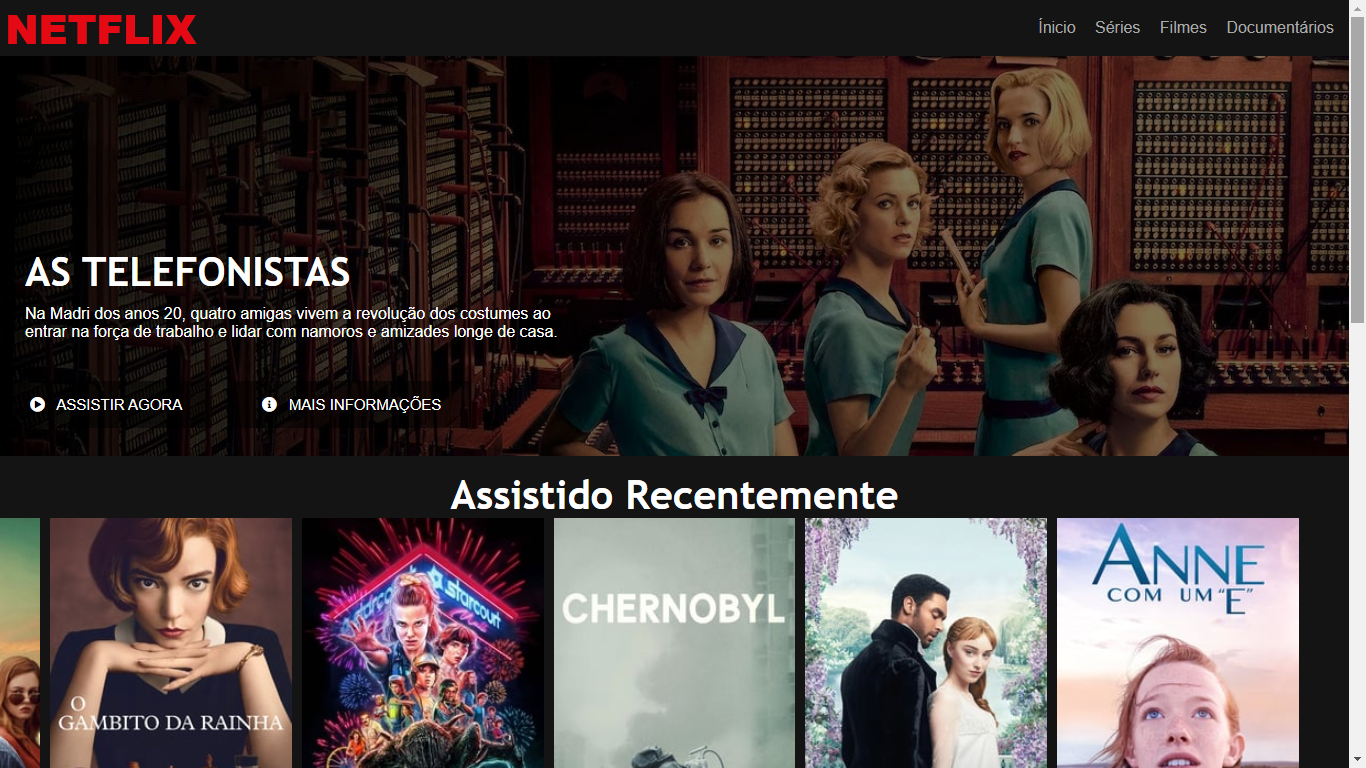 NETFLIX
Ínicio Séries Filmes Documentários
AS TELEFONISTAS
Na Madri dos anos 20, quatro amigas vivem a revolução dos costumes ao
entrar na força de trabalho e lidar com namoros e amizades longe de casa.
ASSISTIR AGORA MAIS INFORMAÇÕES
Assistido Recentemente
O
GAMBITO DA RAINHA
starcourt
CHERNOBYL
ANNE
COM UM "E"